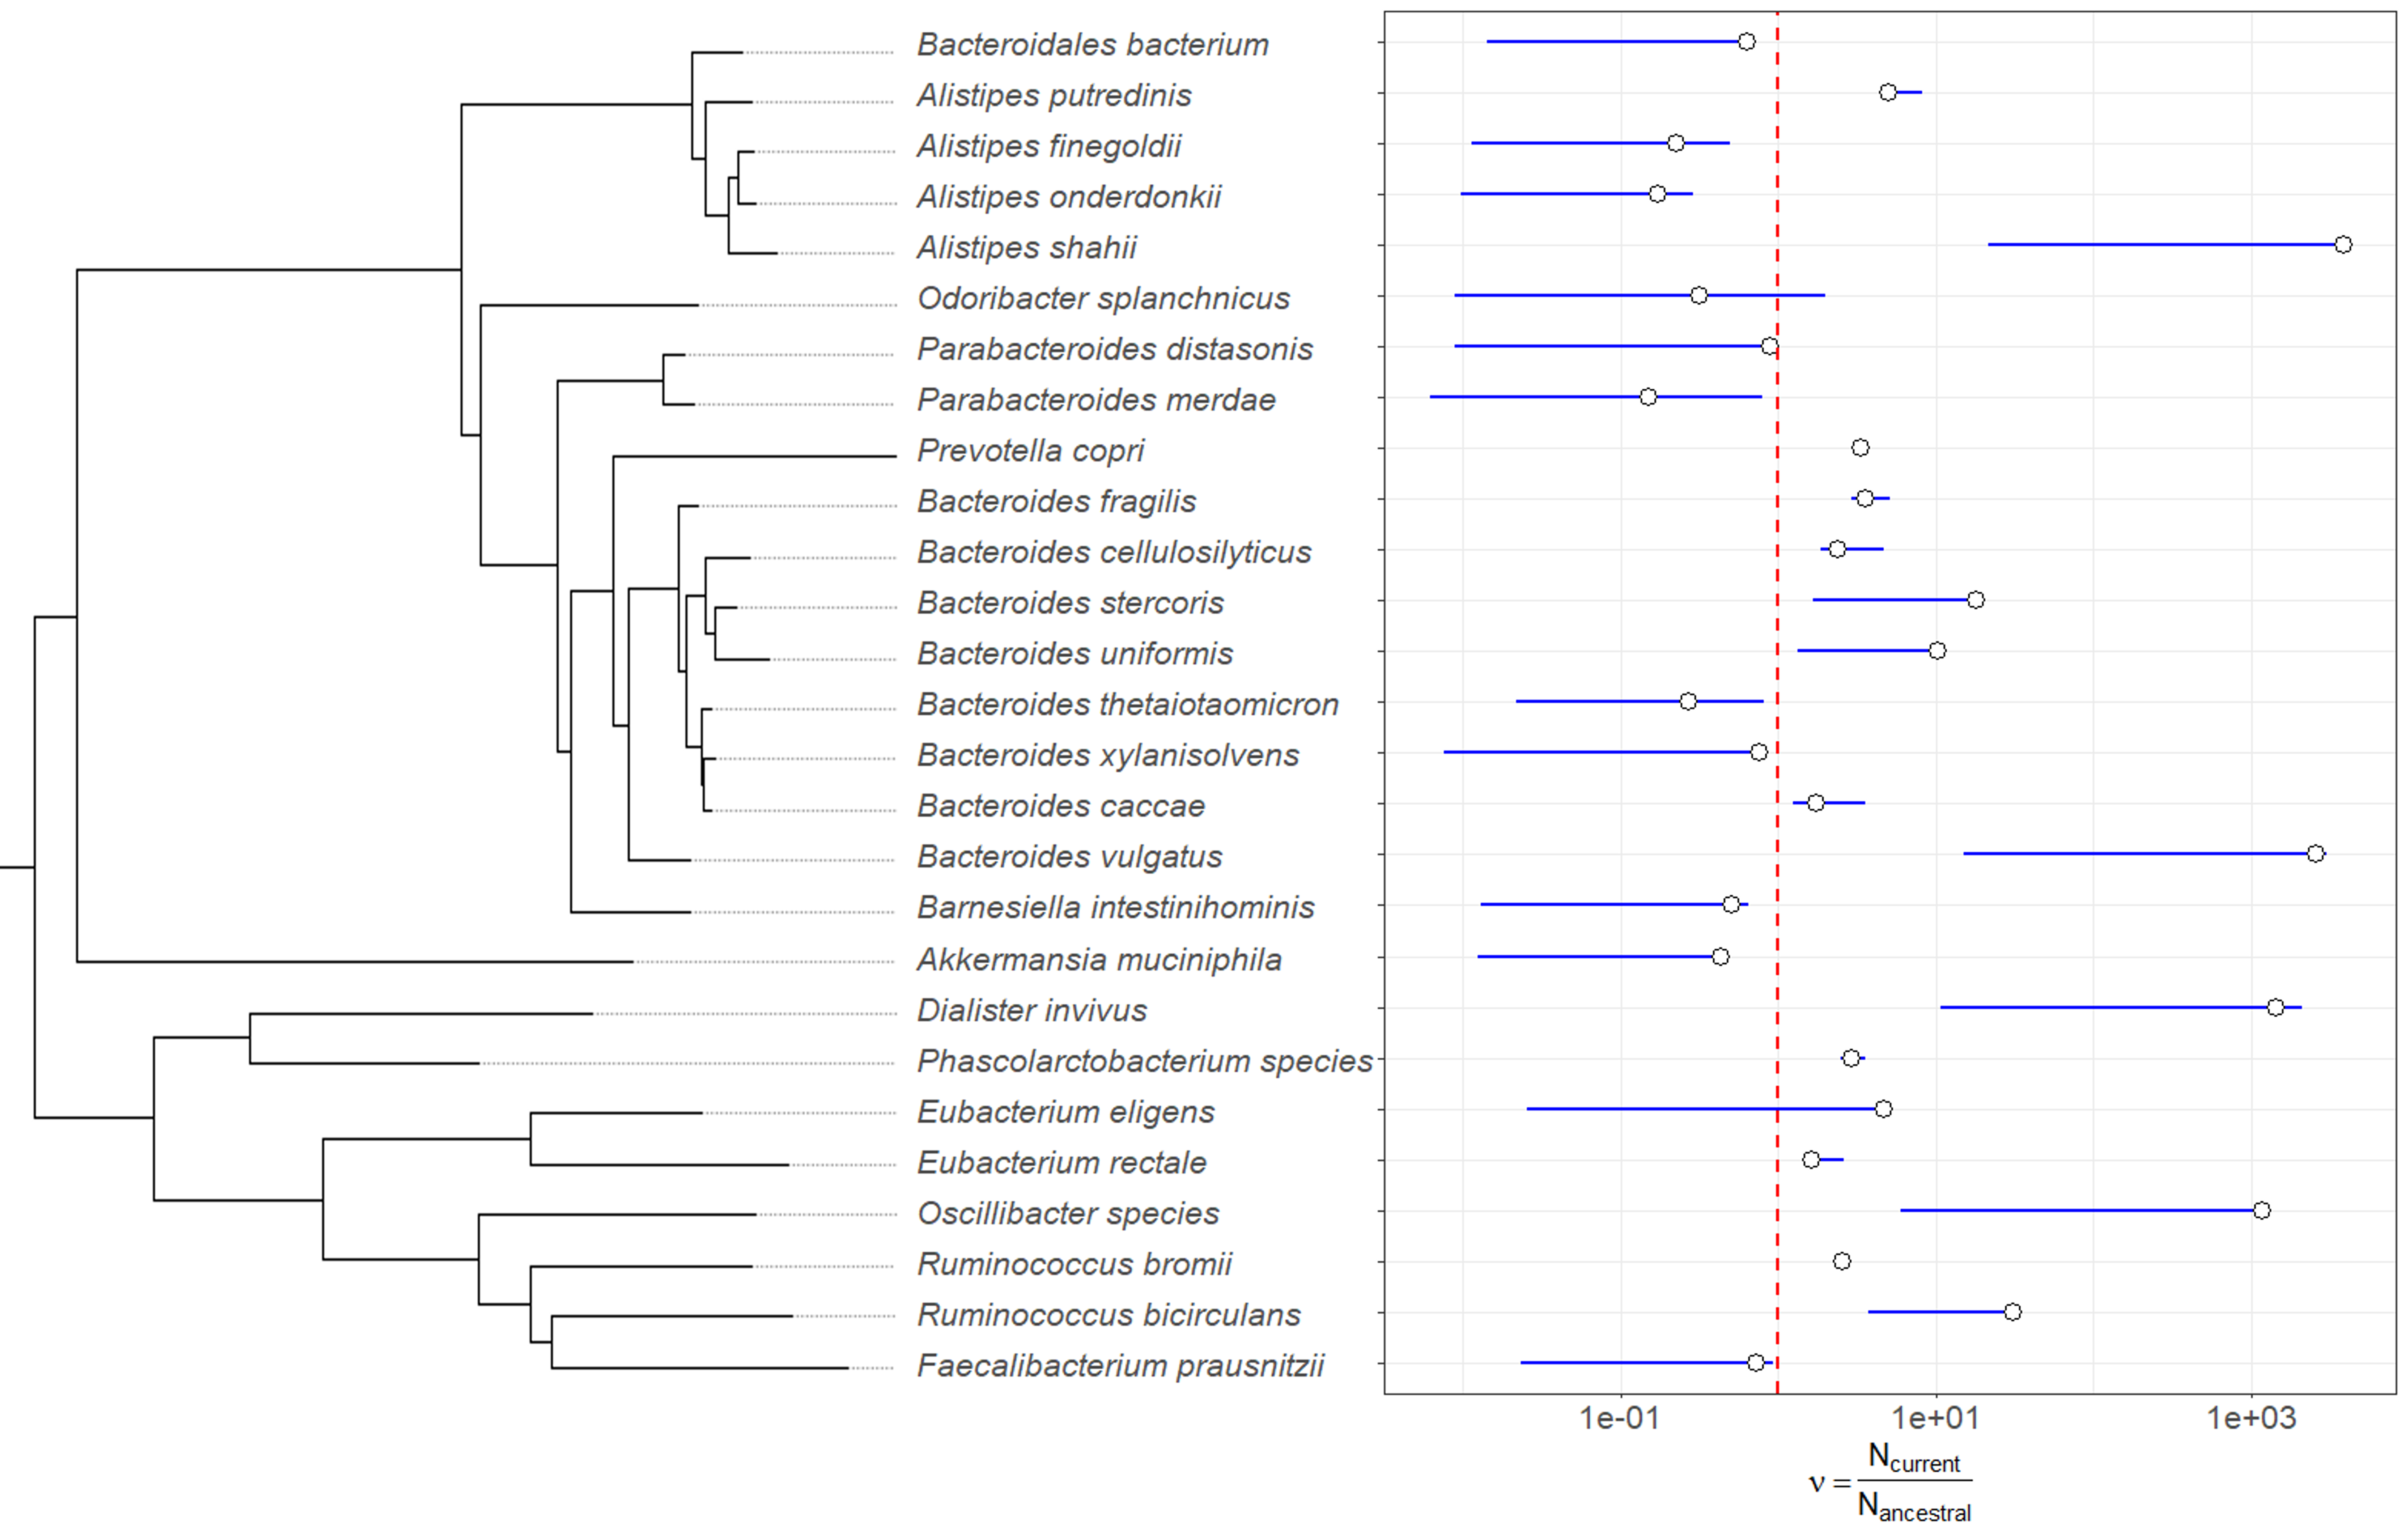 Bacteroidales bacterium
Alistipes putredinis
Alistipes finegoldii
Alistipes onderdonkii
Alistipes shahii
Odoribacter splanchnicus
Parabacteroides distasonis
Parabacteroides merdae
Prevotella copri
Bacteroides fragilis
Bacteroides cellulosilyticus
Bacteroides stercoris
Bacteroides uniformis
Bacteroides thetaiotaomicron
Bacteroides xylanisolvens
Bacteroides caccae
Bacteroides vulgatus
Barnesiella intestinihominis
Akkermansia muciniphila
Dialister invivus
Phascolarctobacterium species
Eubacterium eligens
Eubacterium rectale
Oscillibacter species
Ruminococcus bromii
Ruminococcus bicirculans
Faecalibacterium prausnitzii
1e-01 1e+01 1e+03
Ncurrent
ν =
Nancestral